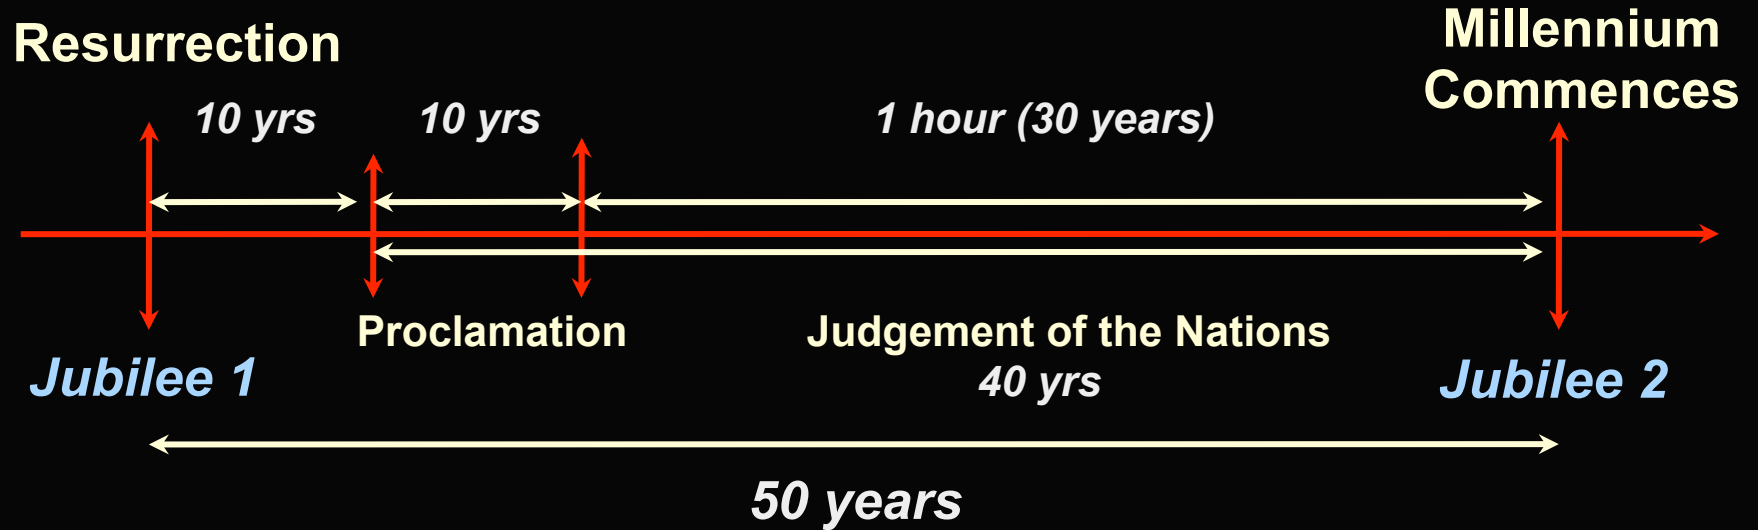 Resurrection
Millennium
Commences
10 yrs
10 yrs
1 hour (30 years)
Proclamation
Judgement of the Nations
40 yrs
Jubilee 1
Jubilee 2
50 years